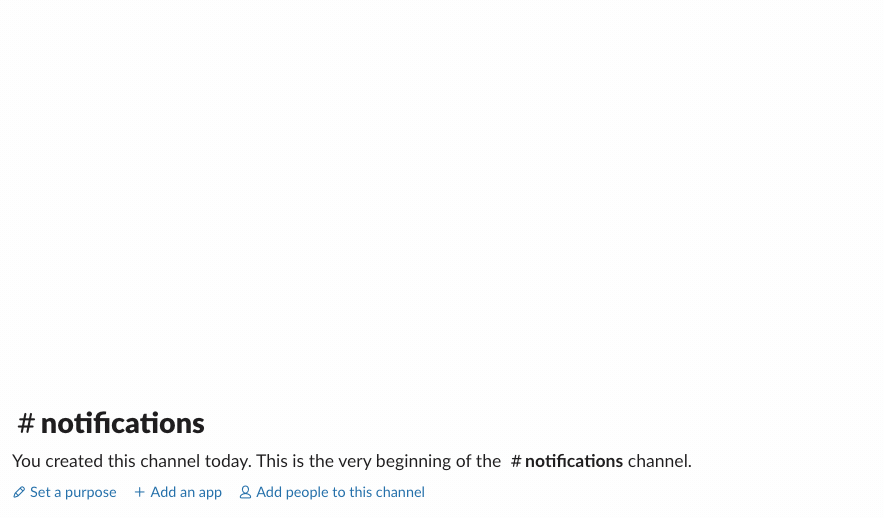 # notifications
You created this channel today. This is the very beginning of the # notifications channel.
Set a purpose + Add an app Add people to this channel